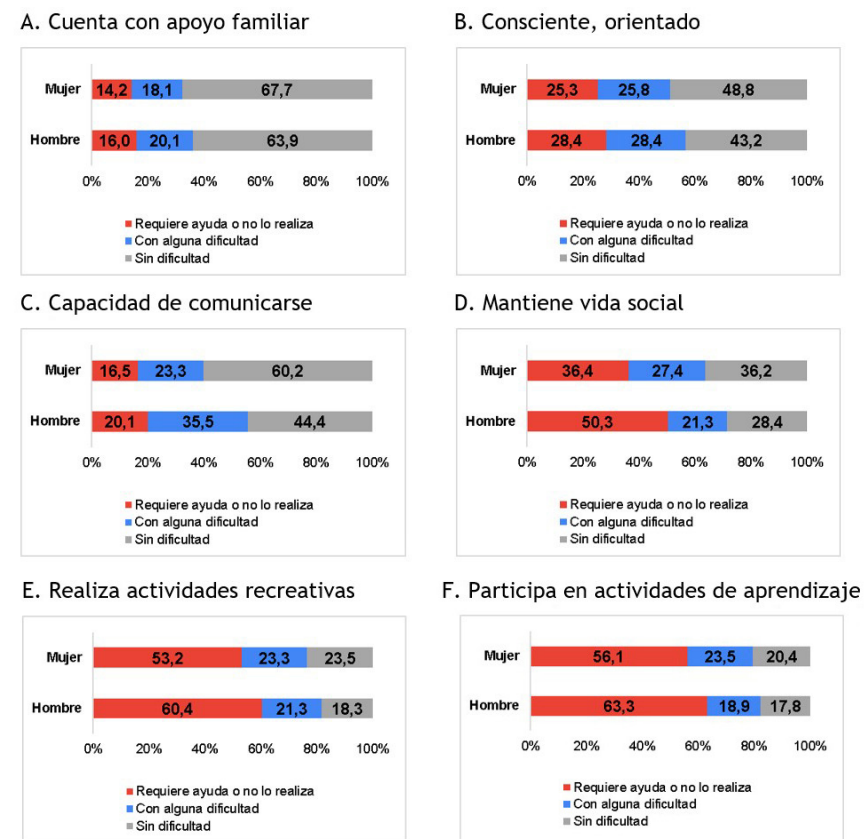 A. Cuenta con apoyo familiar
Mujer 14,2 18,1 67,7
Hombre 16,0 20,1 63,9
0% 20% 40% 60% 80% 100%
Requiere ayuda o no lo realiza
Con alguna dificultad
Sin dificultad
B. Consciente, orientado
Mujer 25,3 25,8 48,8
Hombre 28,4 28,4 43,2
0% 20% 40% 60% 80% 100%
Requiere ayuda o no lo realiza
Con alguna dificultad
Sin dificultad
C. Capacidad de comunicarse
Mujer 16,5 23,3 60,2
Hombre 20,1 35,5 44,4
0% 20% 40% 60% 80% 100%
Requiere ayuda o no lo realiza
Con alguna dificultad
Sin dificultad
D. Mantiene vida social
Mujer 36,4 27,4 36,2
Hombre 50,3 21,3 28,4
0% 20% 40% 60% 80% 100%
Requiere ayuda o no lo realiza
Con alguna dificultad
Sin dificultad
E. Realiza actividades recreativas
Mujer 53,2 23,3 23,5
Hombre 60,4 21,3 18,3
0% 20% 40% 60% 80% 100%
Requiere ayuda o no lo realiza
Con alguna dificultad
Sin dificultad
F. Participa en actividades de aprendizaje
Mujer 56,1 23,5 20,4
Hombre 63,3 18,9 17,8
0% 20% 40% 60% 80% 100%
Requiere ayuda o no lo realiza
Con alguna dificultad
Sin dificultad